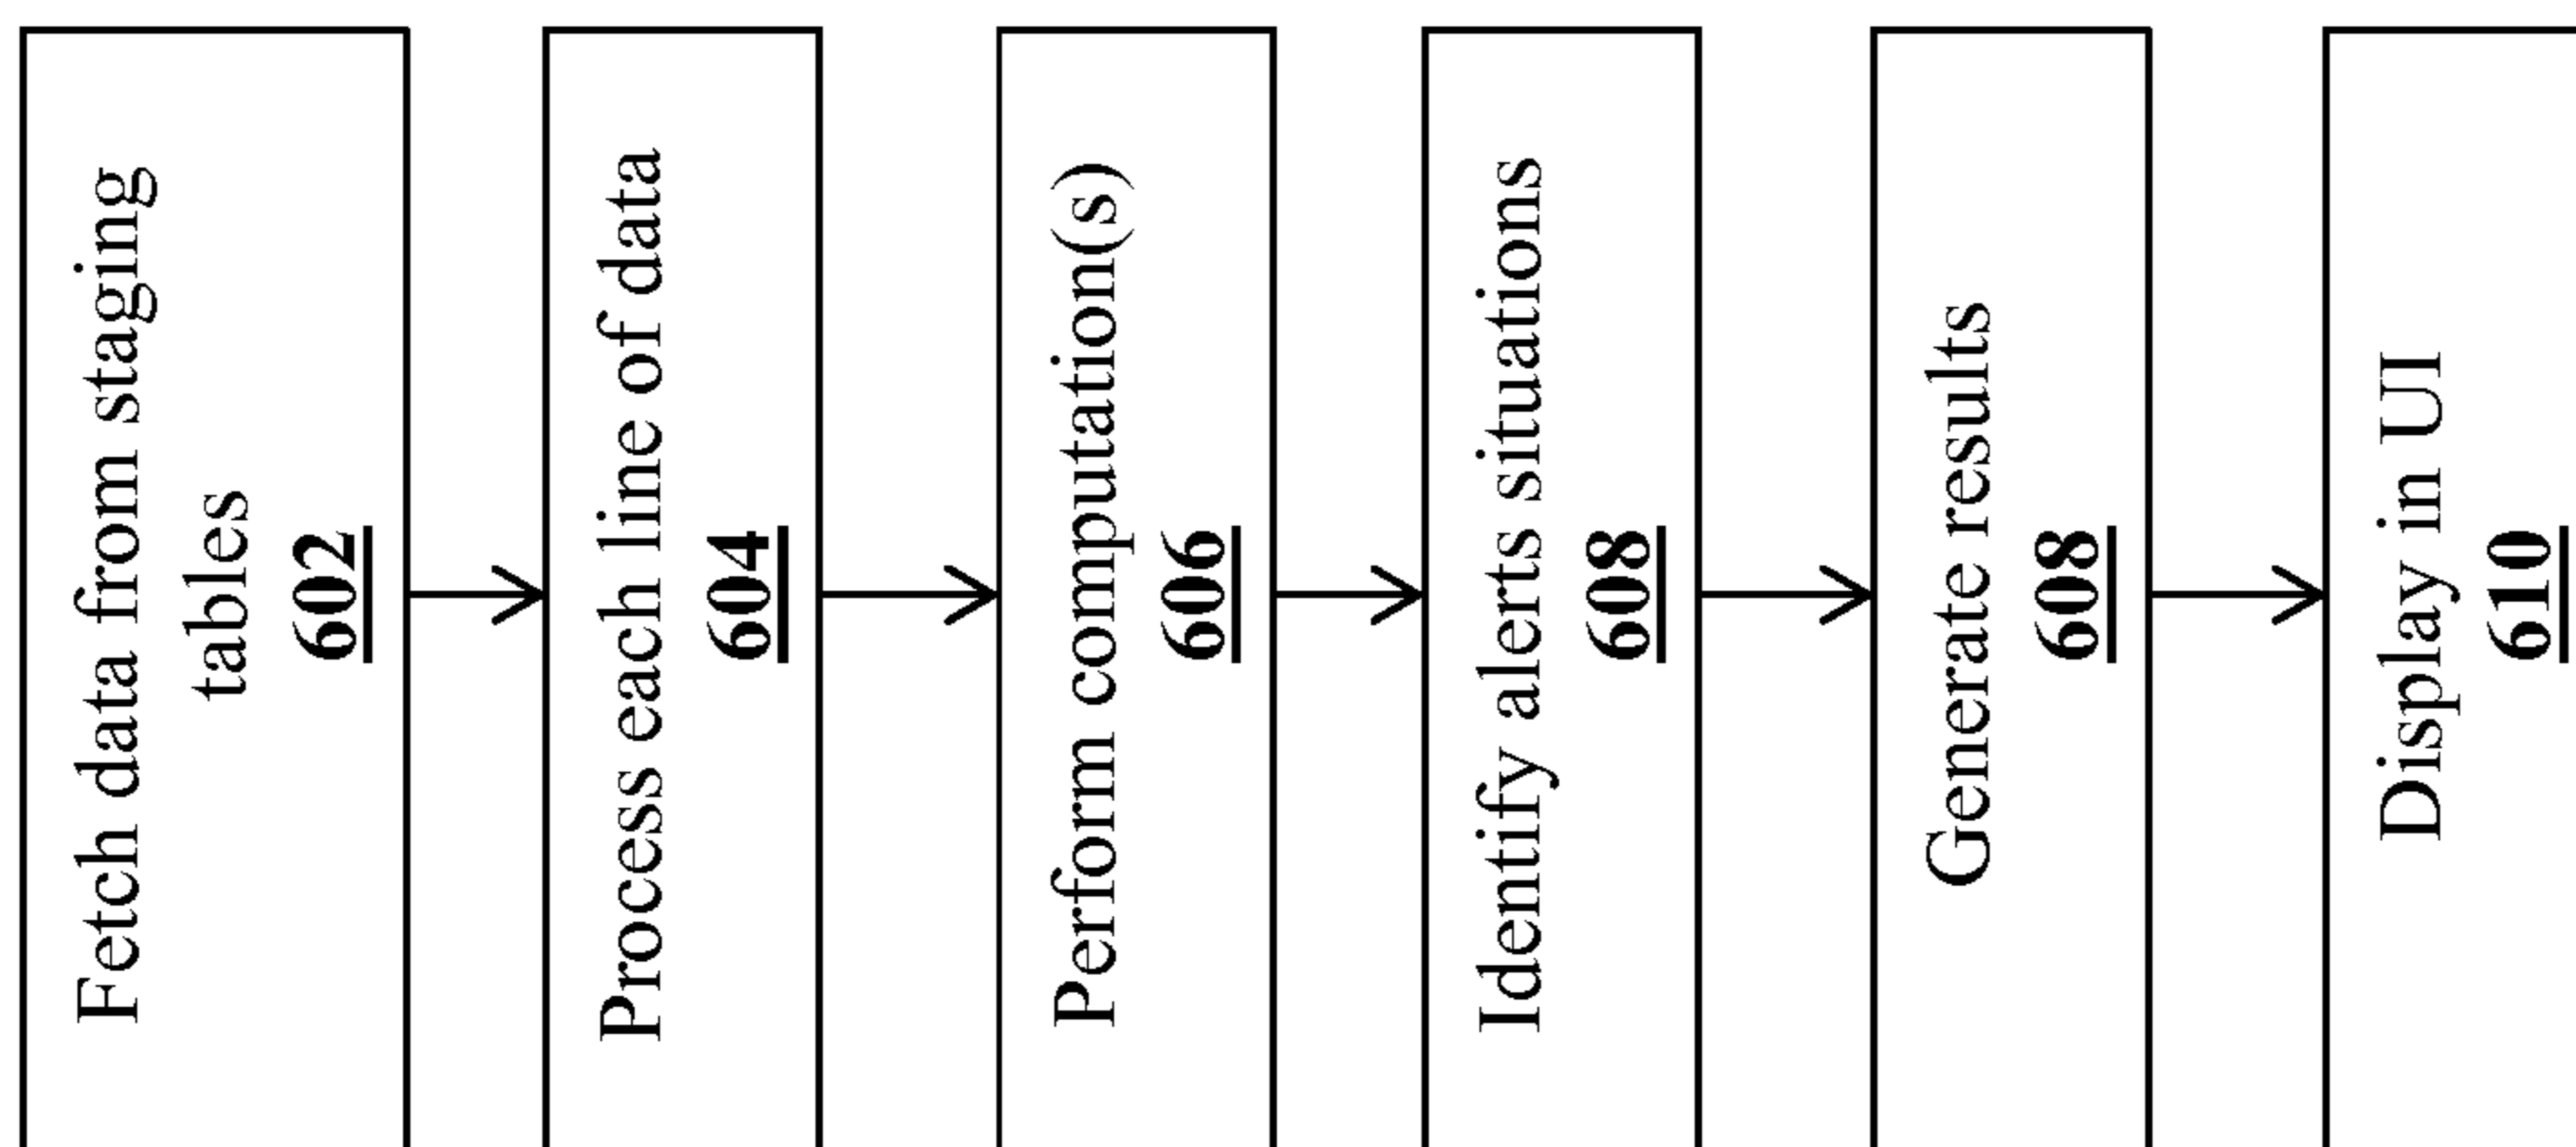 Fetch data from staging
tables
602
Process each line of data
604
Perform computation(s)
606
Identify alerts situations
608
Generate results
608
Display in UI
610